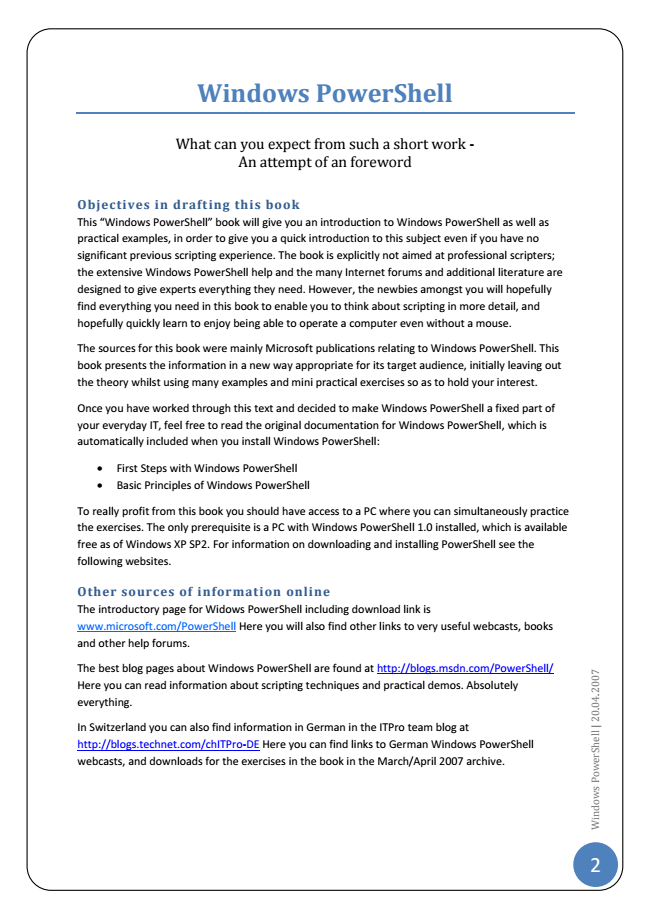 Windows PowerShell
What can you expect from such a short work -
An attempt of an foreword
Objectives in drafting this book
This “Windows PowerShell” book will give you an introduction to Windows PowerShell as well as
practical examples, in order to give you a quick introduction to this subject even if you have no
significant previous scripting experience. The book is explicitly not aimed at professional scripters;
the extensive Windows PowerShell help and the many Internet forums and additional literature are
designed to give experts everything they need. However, the newbies amongst you will hopefully
find everything you need in this book to enable you to think about scripting in more detail, and
hopefully quickly learn to enjoy being able to operate a computer even without a mouse.
The sources for this book were mainly Microsoft publications relating to Windows PowerShell. This
book presents the information in a new way appropriate for its target audience, initially leaving out
the theory whilst using many examples and mini practical exercises so as to hold your interest.
Once you have worked through this text and decided to make Windows PowerShell a fixed part of
your everyday IT, feel free to read the original documentation for Windows PowerShell, which is
automatically included when you install Windows PowerShell:
• First Steps with Windows PowerShell
• Basic Principles of Windows PowerShell
To really profit from this book you should have access to a PC where you can simultaneously practice
the exercises. The only prerequisite is a PC with Windows PowerShell 1.0 installed, which is available
free as of Windows XP SP2. For information on downloading and installing PowerShell see the
following websites.
Other sources of information online
The introductory page for Widows PowerShell including download link is
www.microsoft.com/PowerShell Here you will also find other links to very useful webcasts, books
and other help forums.
The best blog pages about Windows PowerShell are found at http://blogs.msdn.com/PowerShell/
Here you can read information about scripting techniques and practical demos. Absolutely
everything.
In Switzerland you can also find information in German in the ITPro team blog at
http://blogs.technet.com/chITPro-DE Here you can find links to German Windows PowerShell
webcasts, and downloads for the exercises in the book in the March/April 2007 archive.
Windows PowerShell | 20.04.2007
2